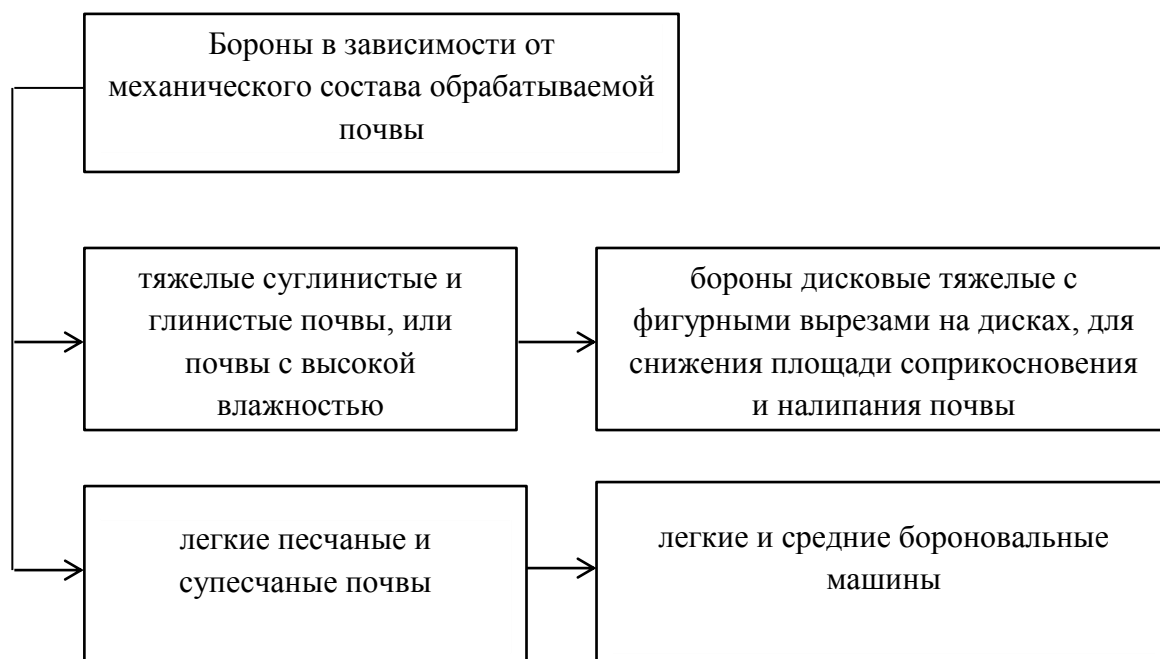 Бороны в зависимости от
механического состава обрабатываемой
почвы
тяжелые суглинистые и
глинистые почвы, или
почвы с высокой
влажностью
бороны дисковые тяжелые с
фигурными вырезами на дисках, для
снижения площади соприкосновения
и налипания почвы
легкие песчаные и
супесчаные почвы
легкие и средние бороновальные
машины